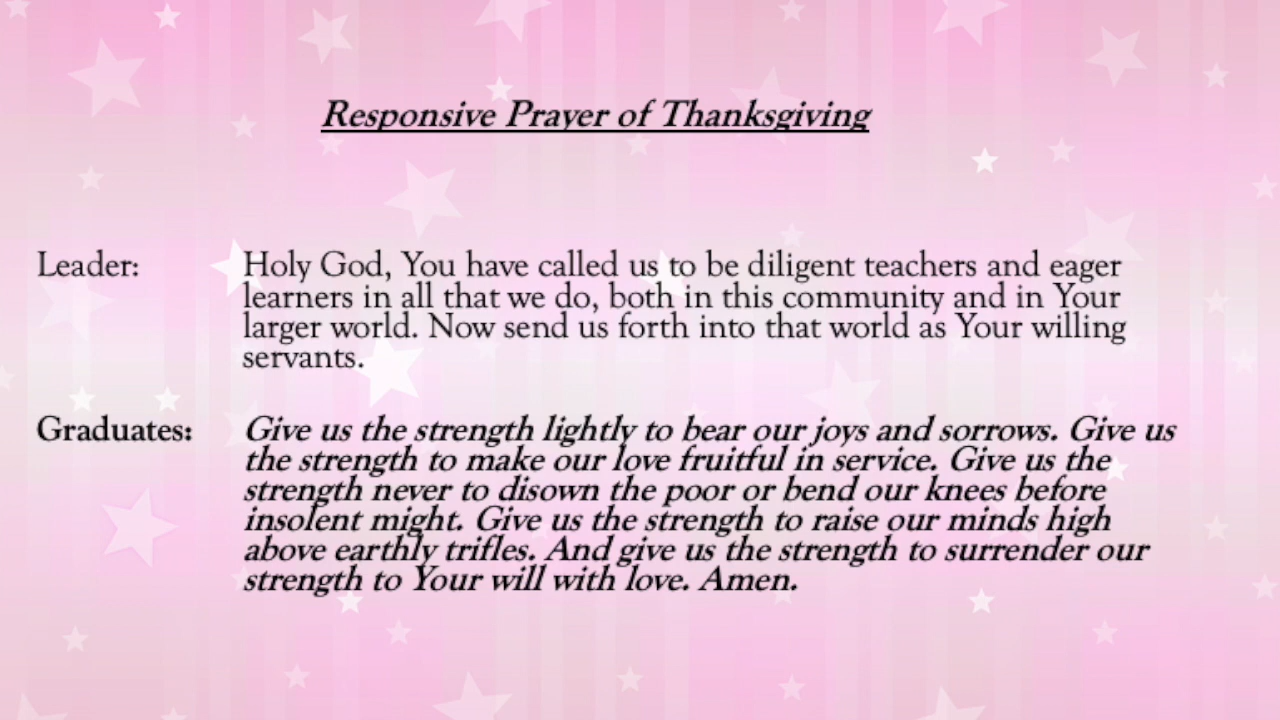 Responsive Prayer of Thanksgiving
Leader: Holy God, You have called us to be diligent teachers and eager
learners in all that we do, both in this community and in Your
larger world. Now send us forth into that world as Your willing
servants.
Graduates: Give us the strength lightly to bear our joys and sorrows. Give us
the strength to make our love fruitful in service. Give us the
strength never to disown the poor or bend our knees before
insolent might. Give us the strength to raise our minds high
above earthly trifles. And give us the strength to surrender our
strength to Your will with love. Amen.